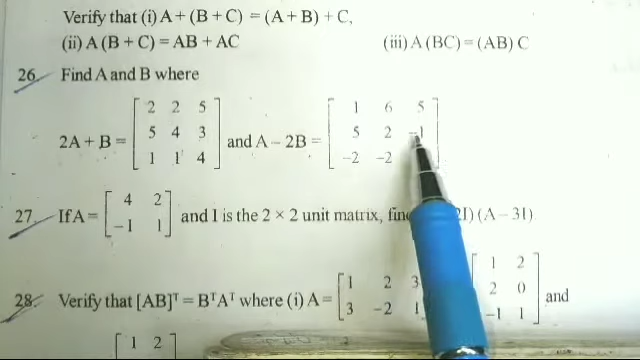 Verify that (i) A + (B + C) = (A + B) + C,
(ii) A (B + C) = AB + AC (iii) A (BC) = (AB) C
26. Find A and B where
2A + B = [2 2 5; 5 4 3; 1 1 4] and A – 2B = [1 6 5; 5 2 –1; –2 –2
27. If A = [4 2; –1 1] and I is the 2 × 2 unit matrix, 2I) (A – 3I)
28. Verify that [AB]ᵀ = BᵀAᵀ where (i) A = [1 2 3; 3 –2 1 [1 2; 2 0; –1 1] and
[1 2]